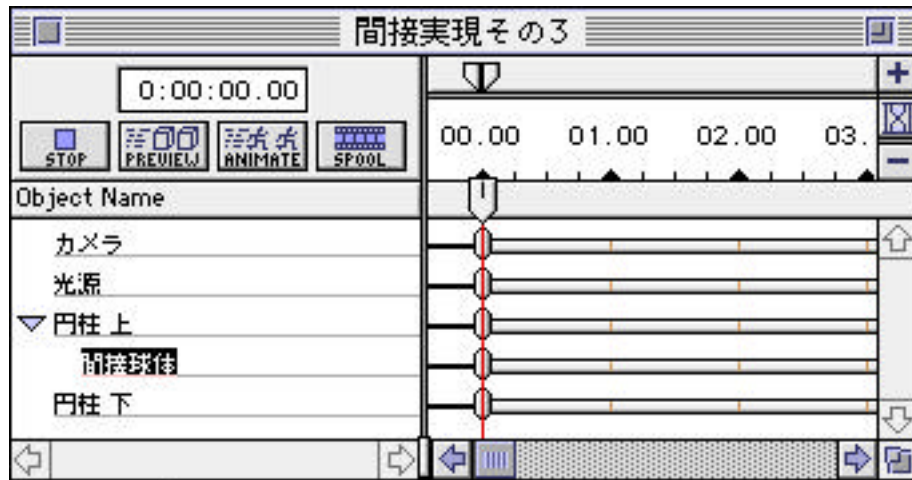 間接実現その3
0:00:00.00
STOP PREVIEW ANIMATE SPOOL
00.00 01.00 02.00 03.
Object Name
カメラ
光源
円柱 上
間接球体
円柱 下